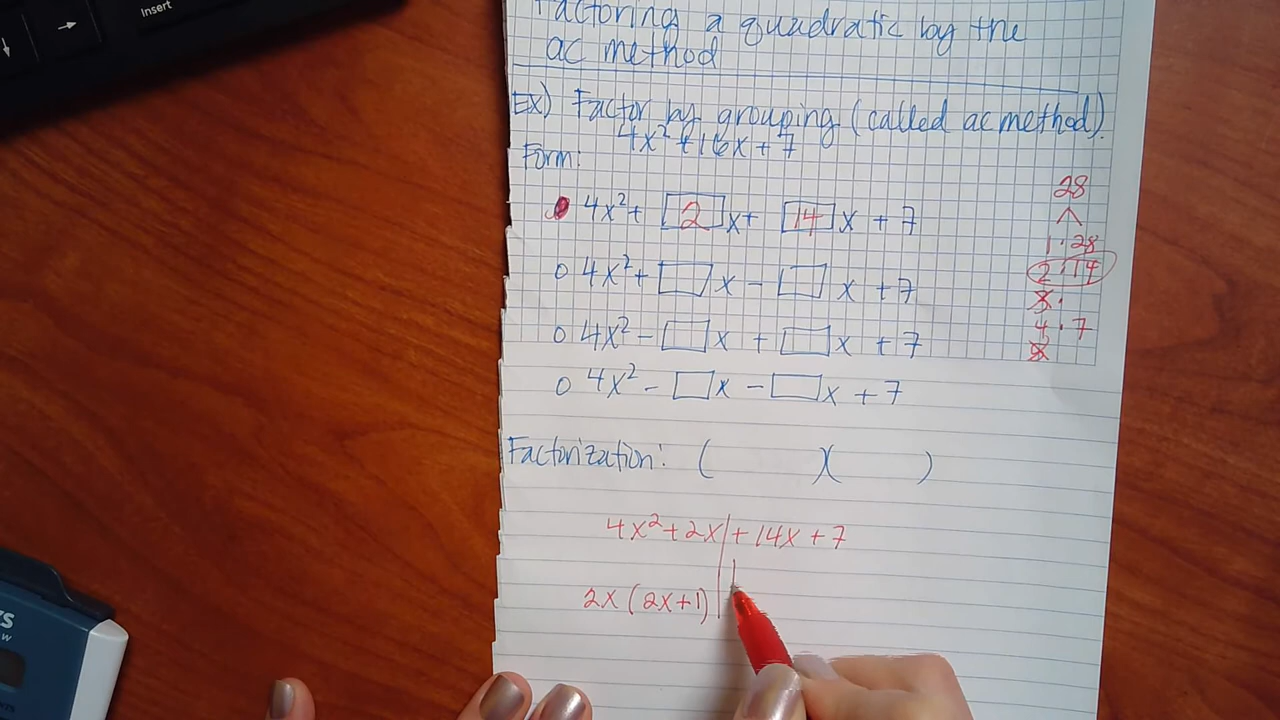 Insert
→
↓
Factoring a quadratic by the
ac method
Ex) Factor by grouping (called ac method).
4x² + 16x + 7
Form:
4x² + [2]x + [14]x + 7
○ 4x² + □x - □x + 7
○ 4x² - □x + □x + 7
○ 4x² - □x - □x + 7
28
∧
1 · 28
2 · 14
3 ·
4 · 7
Factorization: ( )( )
4x² + 2x | + 14x + 7
2x (2x+1) |
ZS
W